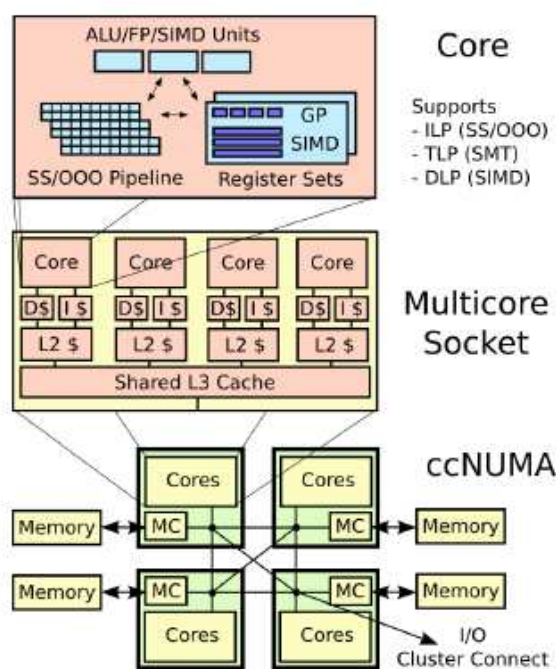 ALU/FP/SIMD Units
GP
SIMD
SS/OOO Pipeline
Register Sets
Core
Supports
- ILP (SS/OOO)
- TLP (SMT)
- DLP (SIMD)
Core Core Core Core
D$ I $ D$ I $ D$ I $ D$ I $
L2 $ L2 $ L2 $ L2 $
Shared L3 Cache
Multicore
Socket
ccNUMA
Cores Cores
Memory MC MC Memory
Memory MC MC Memory
Cores Cores
I/O
Cluster Connect